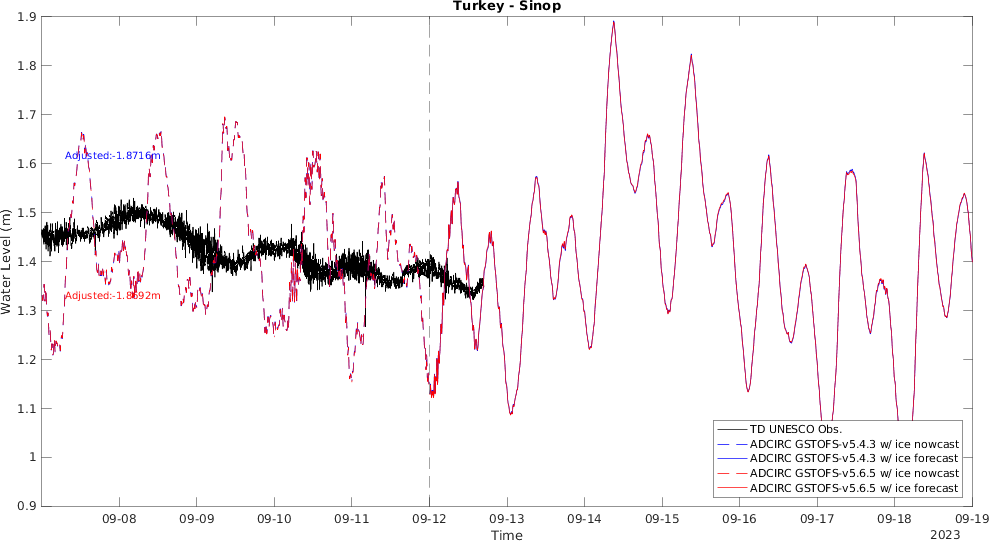 Turkey - Sinop
1.9
1.8
1.7
1.6
1.5
1.4
1.3
1.2
1.1
1
0.9
Water Level (m)
Adjusted:-1.8716m
Adjusted:-1.8692m
TD UNESCO Obs.
ADCIRC GSTOFS-v5.4.3 w/ ice nowcast
ADCIRC GSTOFS-v5.4.3 w/ ice forecast
ADCIRC GSTOFS-v5.6.5 w/ ice nowcast
ADCIRC GSTOFS-v5.6.5 w/ ice forecast
09-08 09-09 09-10 09-11 09-12 09-13 09-14 09-15 09-16 09-17 09-18 09-19
Time
2023